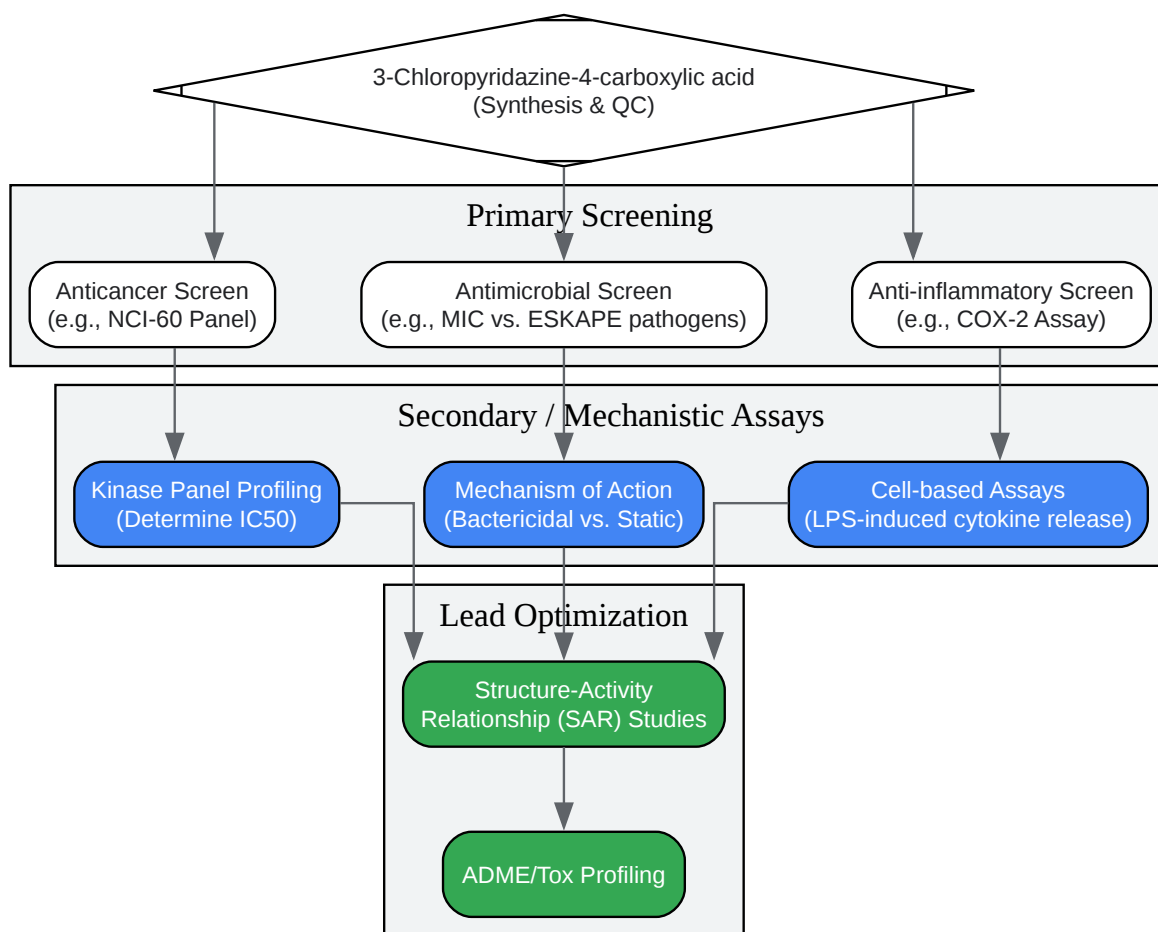 3-Chloropyridazine-4-carboxylic acid
(Synthesis & QC)
Primary Screening
Anticancer Screen
(e.g., NCI-60 Panel)
Antimicrobial Screen
(e.g., MIC vs. ESKAPE pathogens)
Anti-inflammatory Screen
(e.g., COX-2 Assay)
Secondary / Mechanistic Assays
Kinase Panel Profiling
(Determine IC50)
Mechanism of Action
(Bactericidal vs. Static)
Cell-based Assays
(LPS-induced cytokine release)
Lead Optimization
Structure-Activity
Relationship (SAR) Studies
ADME/Tox Profiling